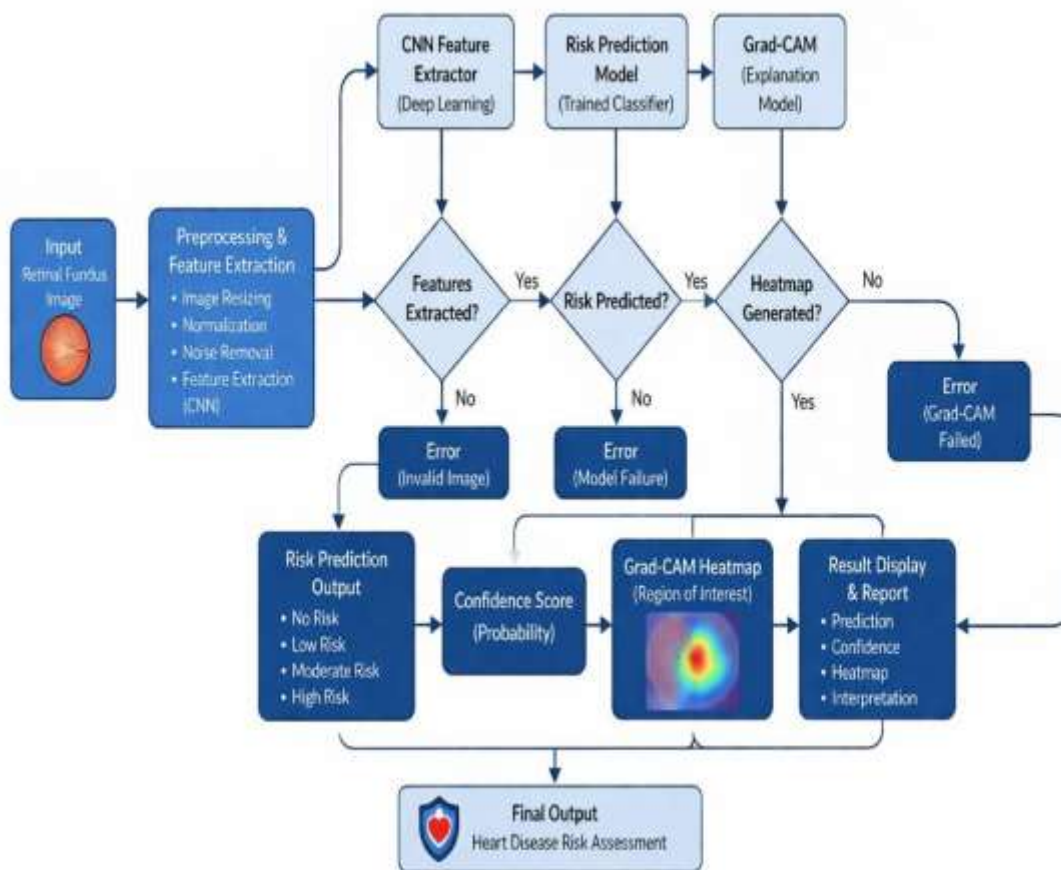 CNN Feature
Extractor
(Deep Learning)
Risk Prediction
Model
(Trained Classifier)
Grad-CAM
(Explanation
Model)
Input
Retinal Fundus
Image
Preprocessing &
Feature Extraction
• Image Resizing
• Normalization
• Noise Removal
• Feature Extraction
(CNN)
Features
Extracted?
Yes
Risk Predicted?
Yes
Heatmap
Generated?
No
No
No
Yes
Error
(Invalid Image)
Error
(Model Failure)
Error
(Grad-CAM
Failed)
Risk Prediction
Output
• No Risk
• Low Risk
• Moderate Risk
• High Risk
Confidence Score
(Probability)
Grad-CAM Heatmap
(Region of Interest)
Result Display
& Report
• Prediction
• Confidence
• Heatmap
• Interpretation
Final Output
Heart Disease Risk Assessment